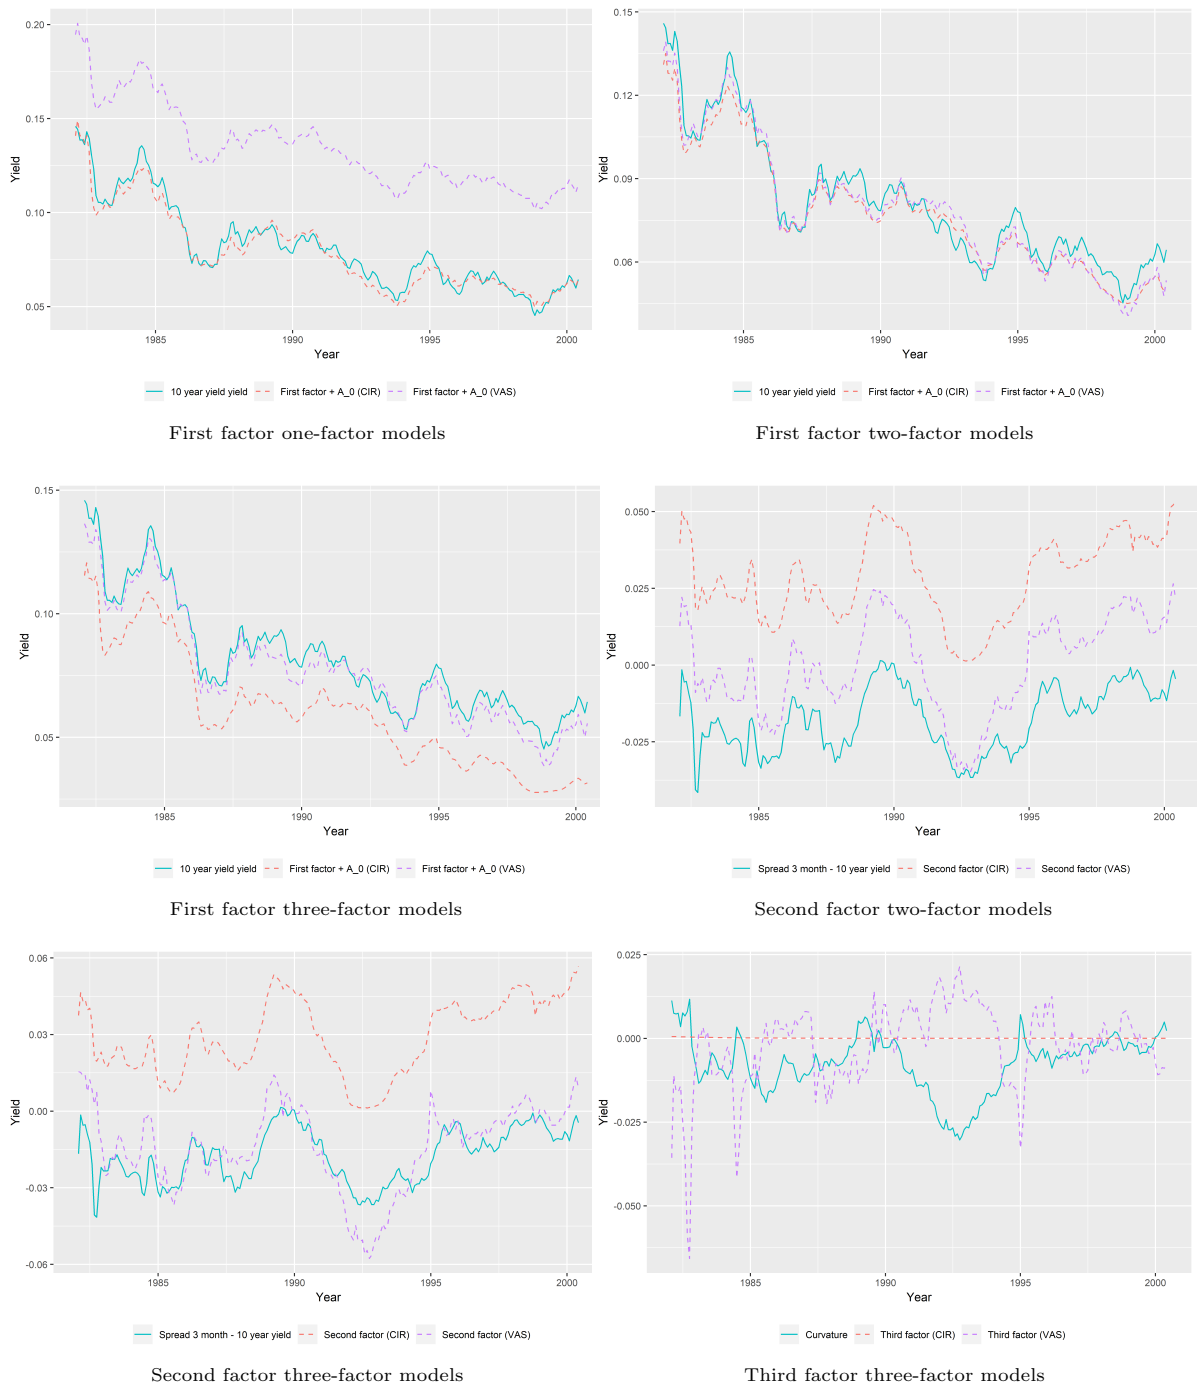 0.20
0.15
0.10
0.05
Yield
1985 1990 1995 2000
Year
10 year yield yield First factor + A_0 (CIR) First factor + A_0 (VAS)
First factor one-factor models
0.15
0.12
0.09
0.06
Yield
1985 1990 1995 2000
Year
10 year yield yield First factor + A_0 (CIR) First factor + A_0 (VAS)
First factor two-factor models
0.15
0.10
0.05
Yield
1985 1990 1995 2000
Year
10 year yield yield First factor + A_0 (CIR) First factor + A_0 (VAS)
First factor three-factor models
0.050
0.025
0.000
-0.025
Yield
1985 1990 1995 2000
Year
Spread 3 month - 10 year yield Second factor (CIR) Second factor (VAS)
Second factor two-factor models
0.06
0.03
0.00
-0.03
-0.06
Yield
1985 1990 1995 2000
Year
Spread 3 month - 10 year yield Second factor (CIR) Second factor (VAS)
Second factor three-factor models
0.025
0.000
-0.025
-0.050
Yield
1985 1990 1995 2000
Year
Curvature Third factor (CIR) Third factor (VAS)
Third factor three-factor models